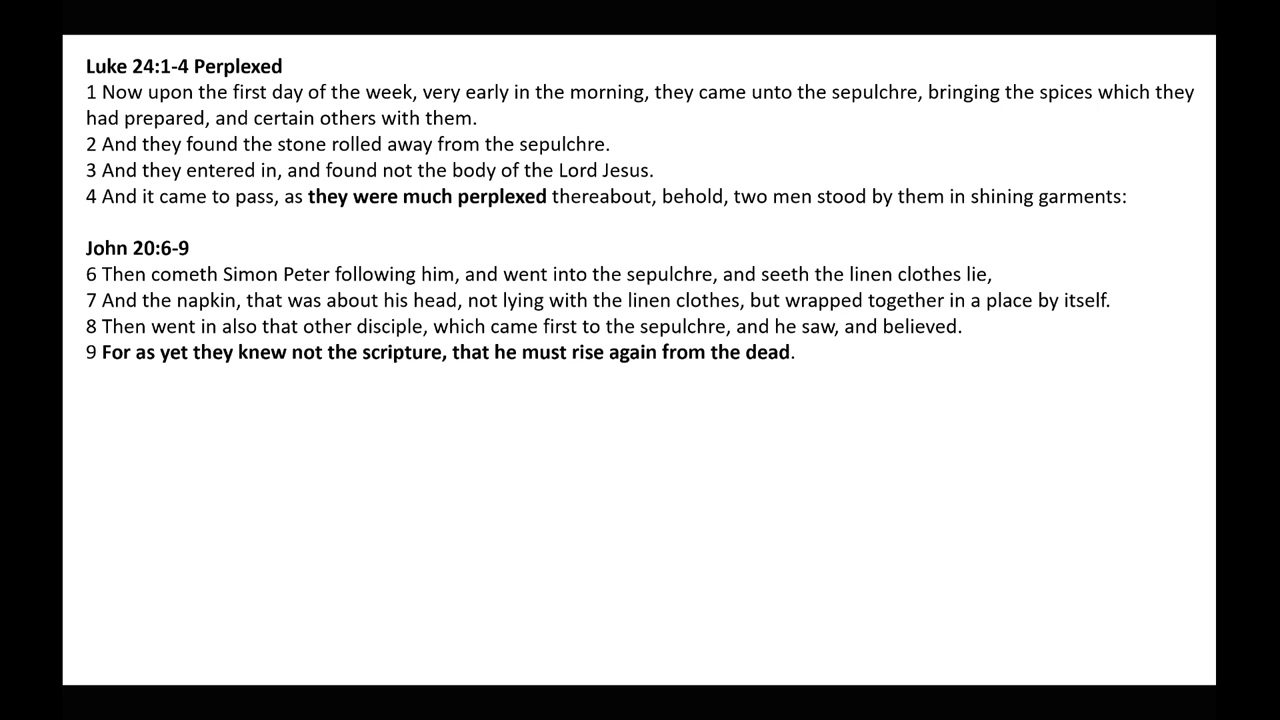 Luke 24:1-4 Perplexed
1 Now upon the first day of the week, very early in the morning, they came unto the sepulchre, bringing the spices which they
had prepared, and certain others with them.
2 And they found the stone rolled away from the sepulchre.
3 And they entered in, and found not the body of the Lord Jesus.
4 And it came to pass, as they were much perplexed thereabout, behold, two men stood by them in shining garments:
John 20:6-9
6 Then cometh Simon Peter following him, and went into the sepulchre, and seeth the linen clothes lie,
7 And the napkin, that was about his head, not lying with the linen clothes, but wrapped together in a place by itself.
8 Then went in also that other disciple, which came first to the sepulchre, and he saw, and believed.
9 For as yet they knew not the scripture, that he must rise again from the dead.